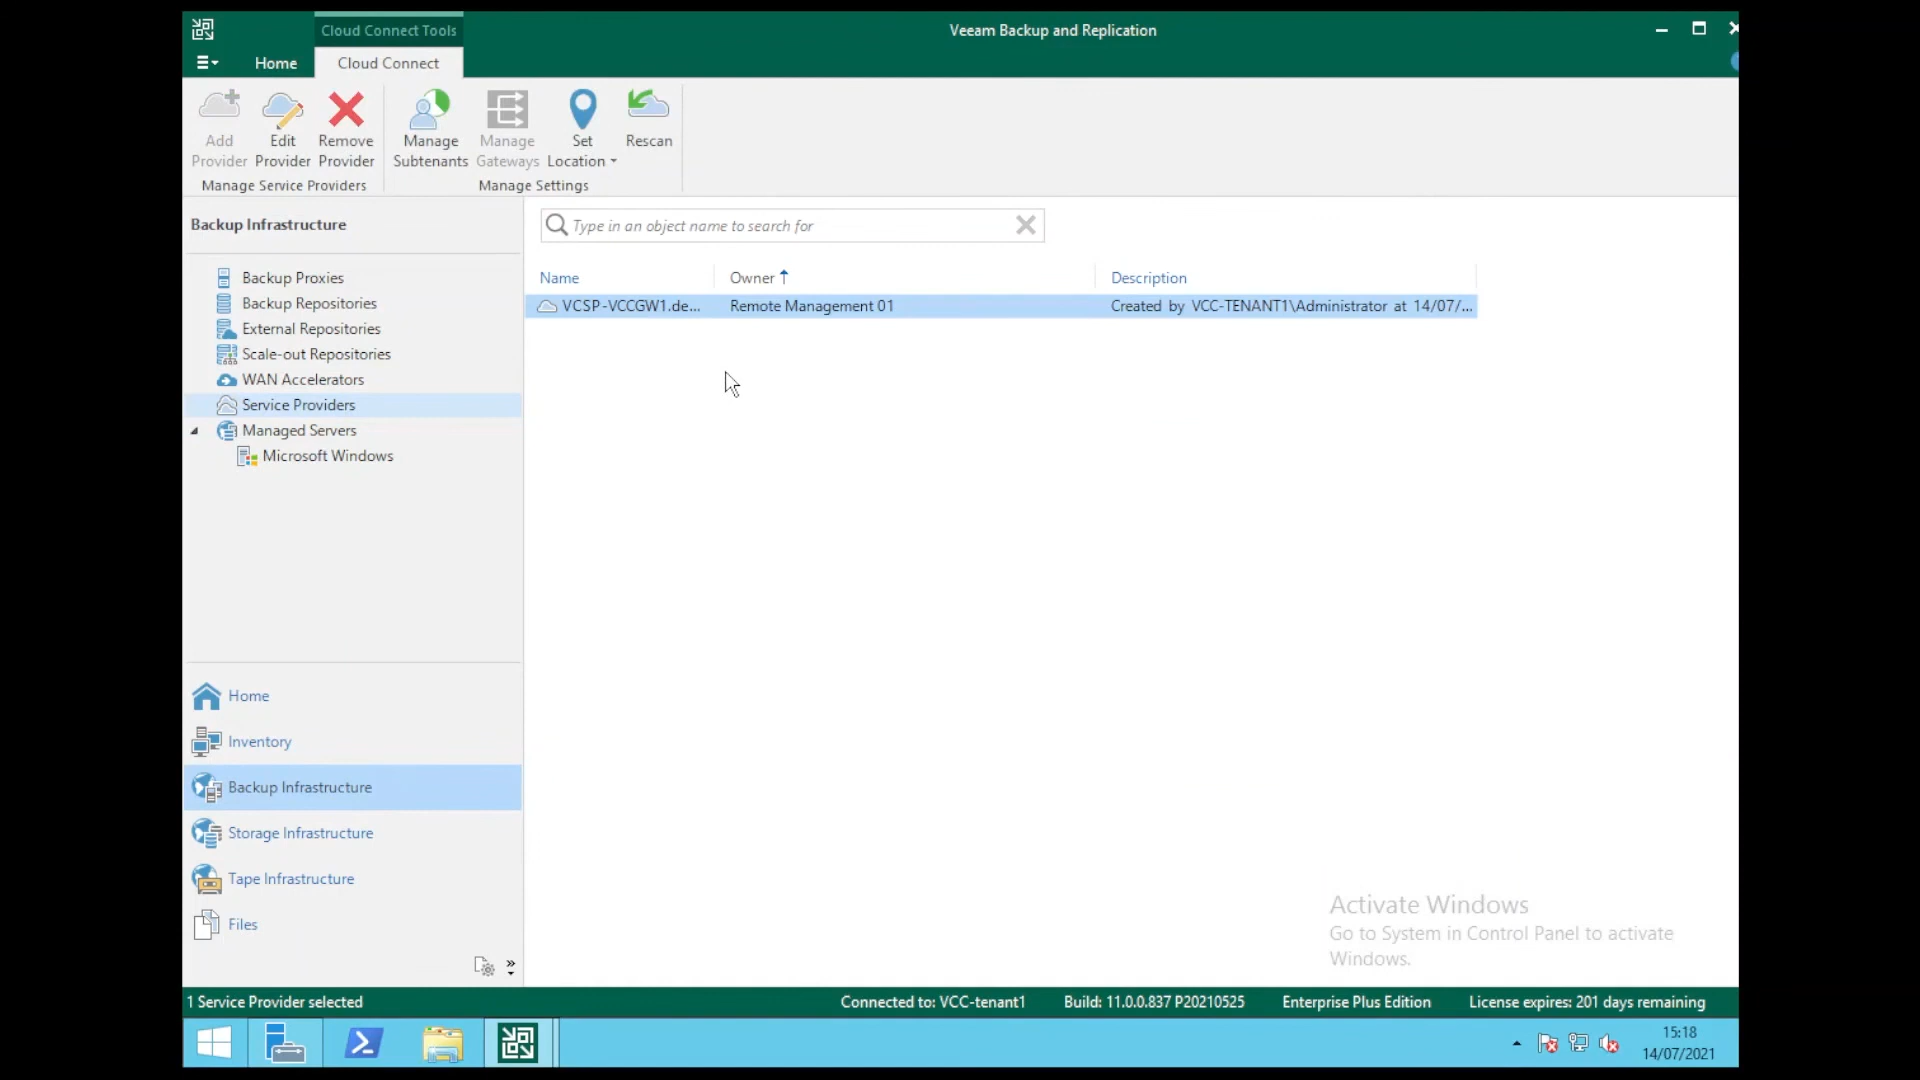 Cloud Connect Tools
Veeam Backup and Replication
Home
Cloud Connect
Add Provider
Edit Provider
Remove Provider
Manage Subtenants
Manage Gateways
Set Location
Rescan
Manage Service Providers
Manage Settings
Backup Infrastructure
Type in an object name to search for
Name
Owner
Description
VCSP-VCCGW1.de...
Remote Management 01
Created by VCC-TENANT1\Administrator at 14/07/...
Backup Proxies
Backup Repositories
External Repositories
Scale-out Repositories
WAN Accelerators
Service Providers
Managed Servers
Microsoft Windows
Home
Inventory
Backup Infrastructure
Storage Infrastructure
Tape Infrastructure
Files
Activate Windows
Go to System in Control Panel to activate
Windows.
1 Service Provider selected
Connected to: VCC-tenant1
Build: 11.0.0.837 P20210525
Enterprise Plus Edition
License expires: 201 days remaining
15:18
14/07/2021